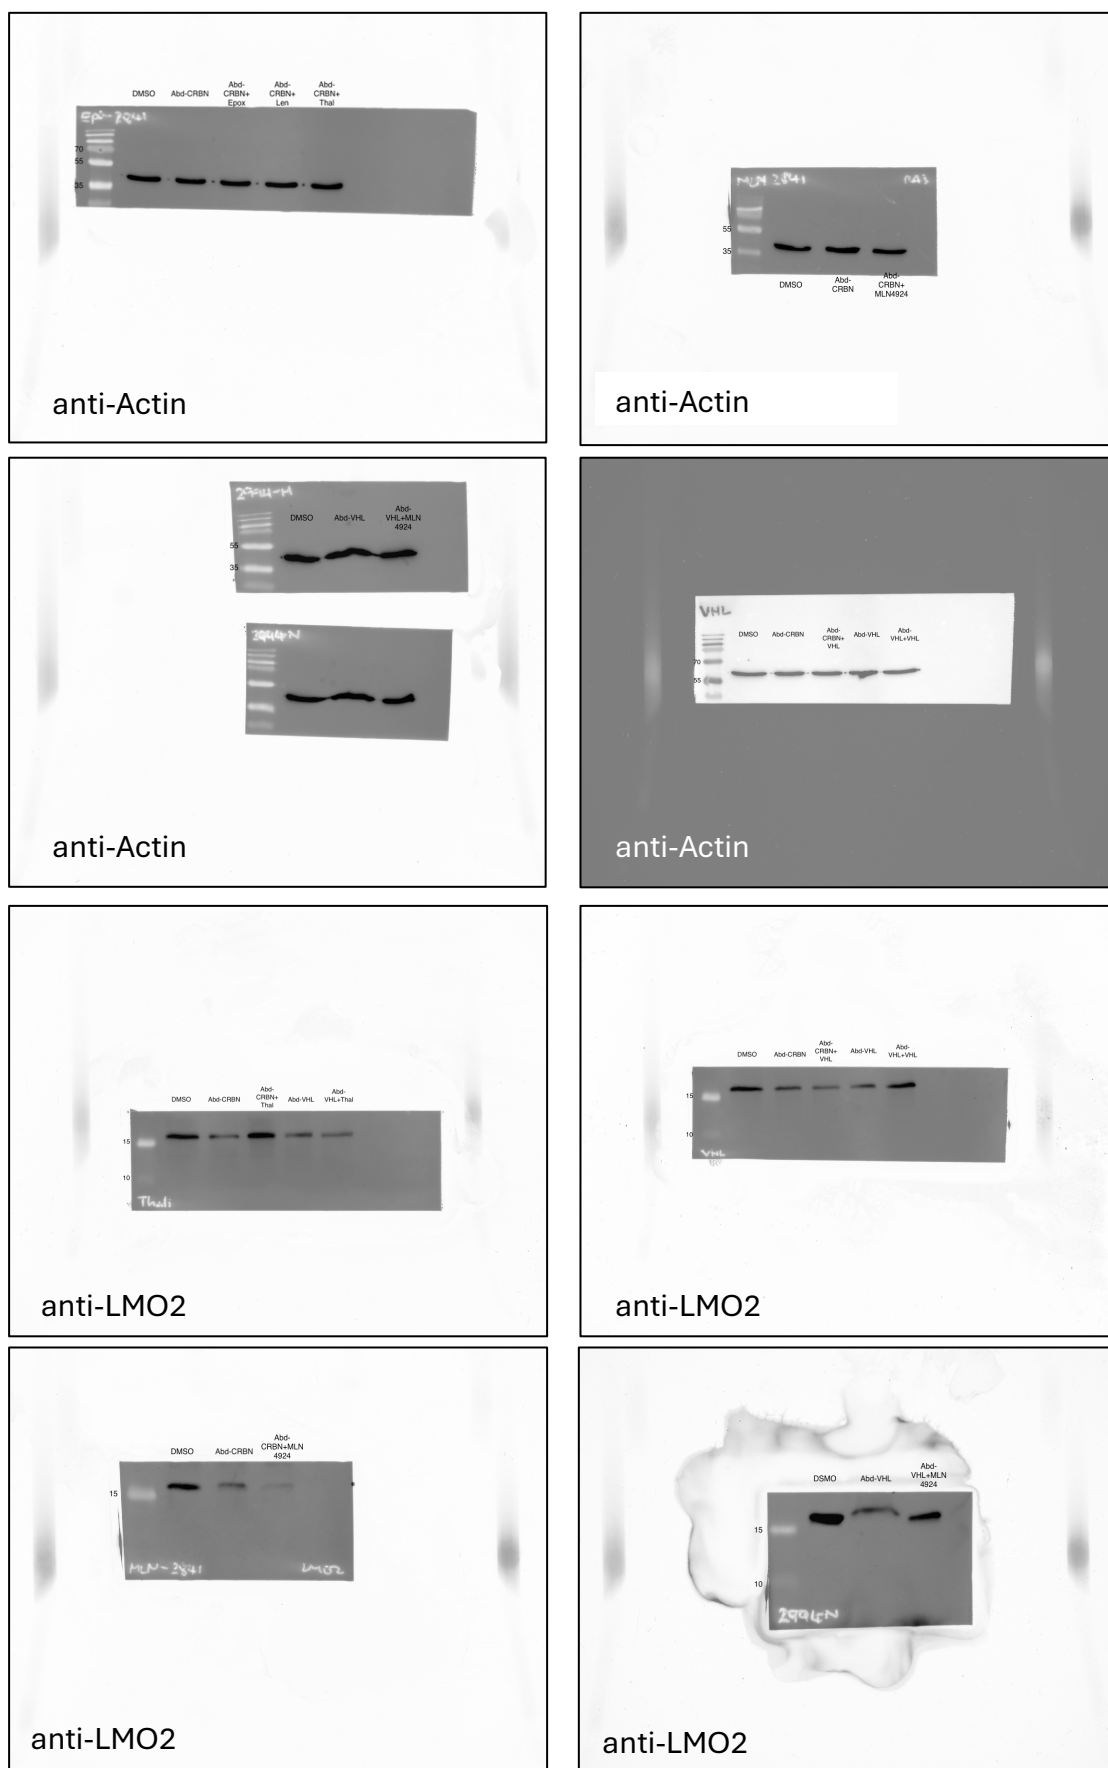 DMSO
Abd-CRBN
Abd-
CRBN+
Epox
Abd-
CRBN+
Len
Abd-
CRBN+
Thal
70
55
35
anti-Actin
MLN 2841
55
35
DMSO
Abd-
CRBN
Abd-
CRBN+
MLN4924
anti-Actin
DMSO
Abd-VHL
Abd-
VHL+MLN
4924
55
35
2994N
anti-Actin
VHL
DMSO
Abd-CRBN
Abd-
CRBN+
VHL
Abd-VHL
Abd-
VHL+VHL
70
55
anti-Actin
DMSO
Abd-CRBN
Abd-
CRBN+
Thal
Abd-VHL
Abd-
VHL+Thal
15
10
Thali
anti-LMO2
DMSO
Abd-CRBN
Abd-
CRBN+
VHL
Abd-VHL
Abd-
VHL+VHL
15
10
VHL
anti-LMO2
DMSO
Abd-CRBN
Abd-
CRBN+MLN
4924
15
MLN-2841
LMO2
anti-LMO2
DSMO
Abd-VHL
Abd-
VHL+MLN
4924
15
10
2994N
anti-LMO2